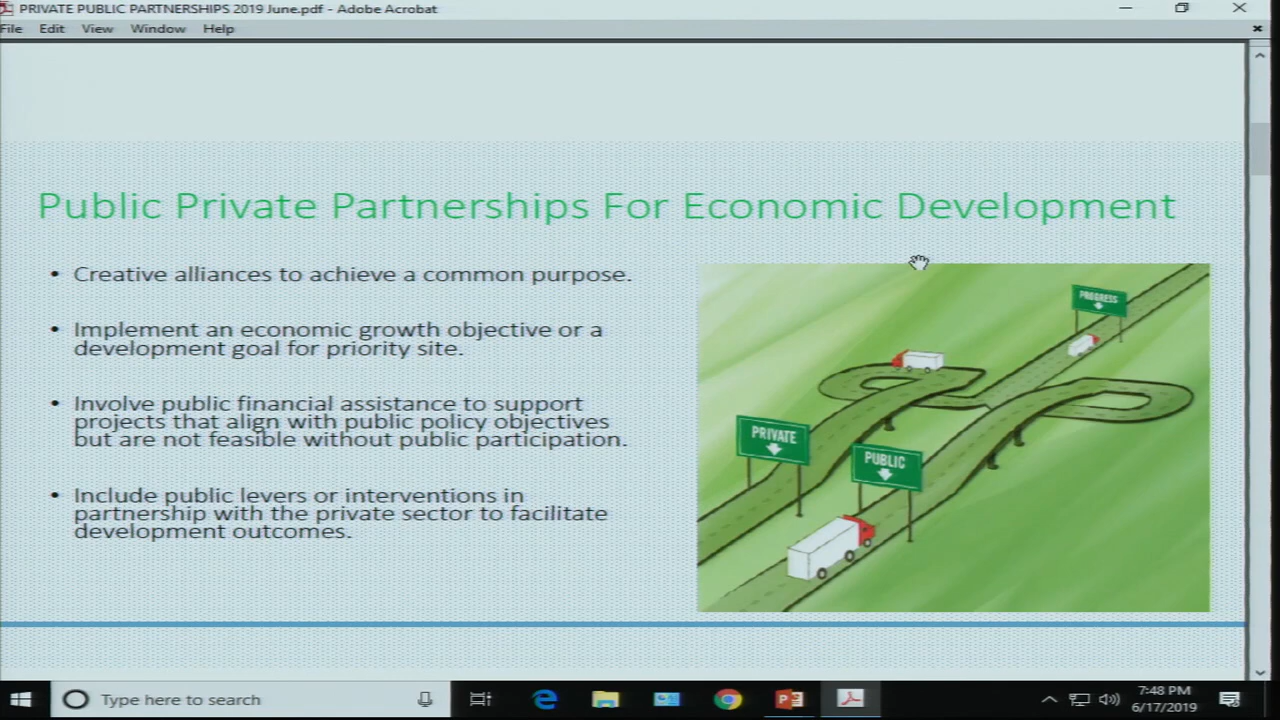 PRIVATE PUBLIC PARTNERSHIPS 2019 June.pdf - Adobe Acrobat
File Edit View Window Help
Public Private Partnerships For Economic Development
• Creative alliances to achieve a common purpose.
• Implement an economic growth objective or a
development goal for priority site.
• Involve public financial assistance to support
projects that align with public policy objectives
but are not feasible without public participation.
• Include public levers or interventions in
partnership with the private sector to facilitate
development outcomes.
PROGRESS
PRIVATE
PUBLIC
Type here to search
7:48 PM
6/17/2019